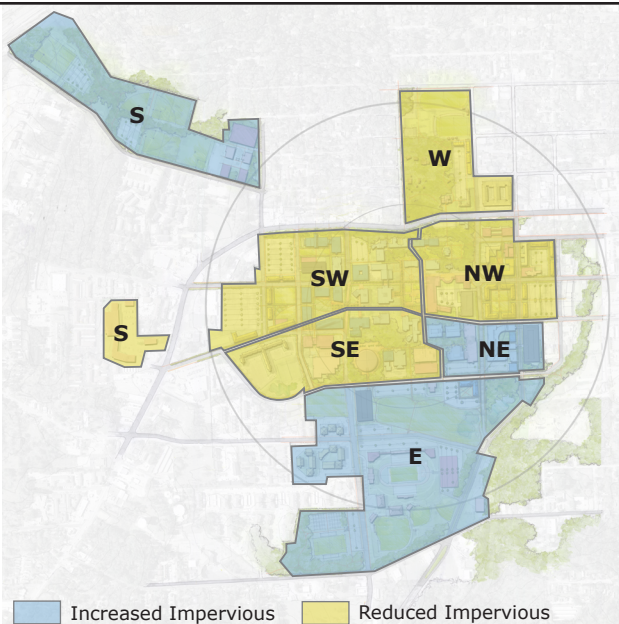 S
W
SW
NW
S
SE
NE
E
Increased Impervious
Reduced Impervious